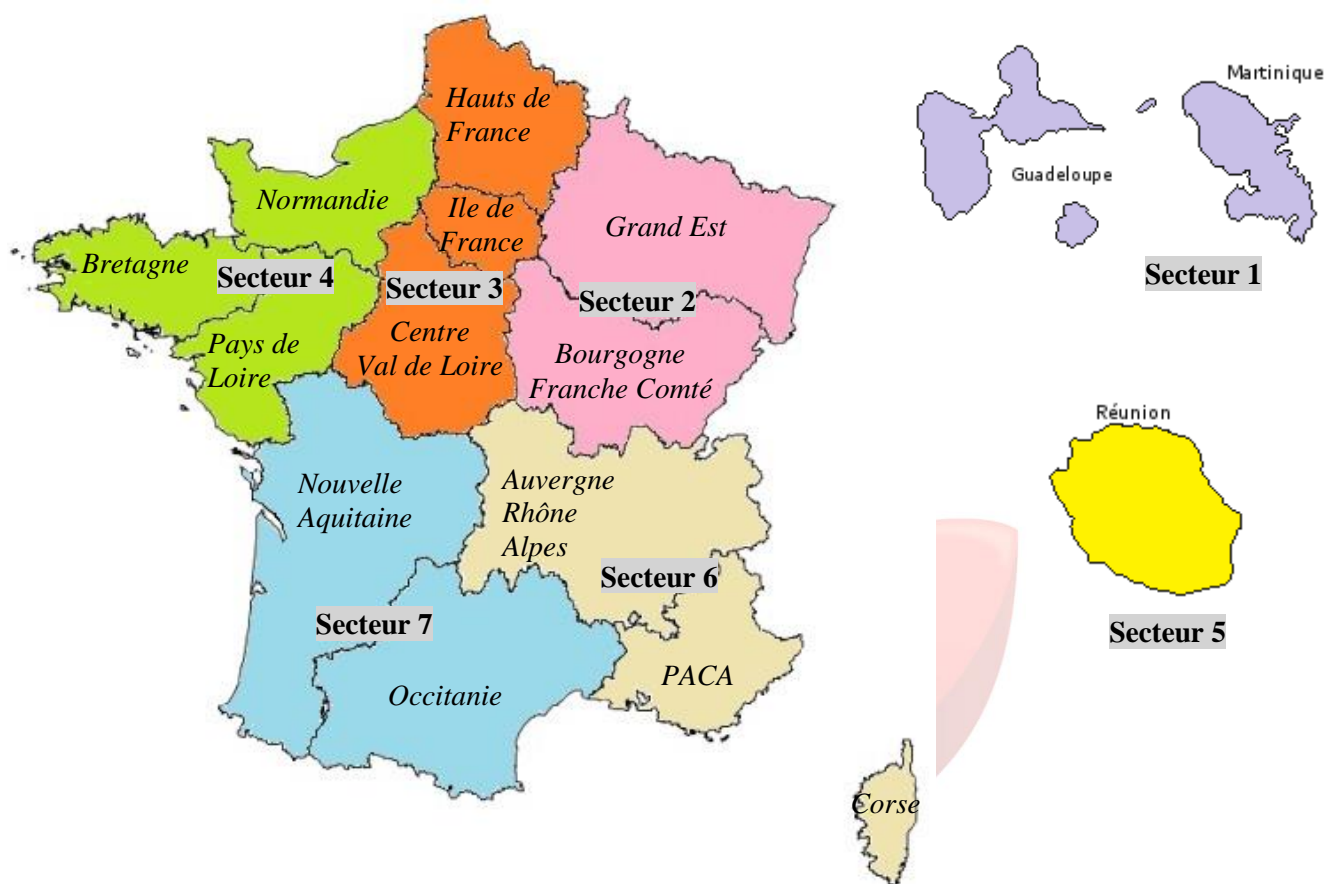 Hauts de
France
Normandie
Ile de
France
Grand Est
Bretagne
Secteur 4
Secteur 3
Secteur 2
Pays de
Loire
Centre
Val de Loire
Bourgogne
Franche Comté
Nouvelle
Aquitaine
Auvergne
Rhône
Alpes
Secteur 6
Secteur 7
PACA
Occitanie
Corse
Martinique
Guadeloupe
Secteur 1
Réunion
Secteur 5